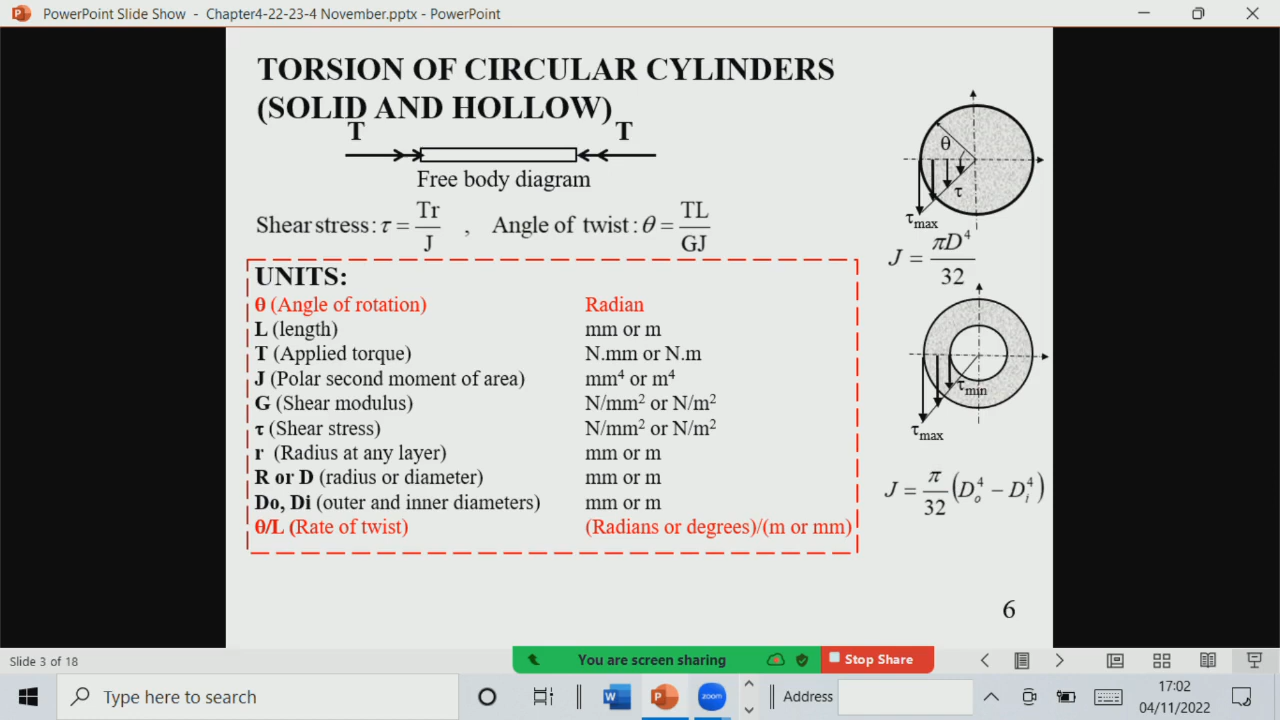 PowerPoint Slide Show - Chapter4-22-23-4 November.pptx - PowerPoint
TORSION OF CIRCULAR CYLINDERS
(SOLID AND HOLLOW)
T T
Free body diagram
Shear stress : τ = Tr/J , Angle of twist : θ = TL/GJ
UNITS:
θ (Angle of rotation) Radian
L (length) mm or m
T (Applied torque) N.mm or N.m
J (Polar second moment of area) mm⁴ or m⁴
G (Shear modulus) N/mm² or N/m²
τ (Shear stress) N/mm² or N/m²
r (Radius at any layer) mm or m
R or D (radius or diameter) mm or m
Do, Di (outer and inner diameters) mm or m
θ/L (Rate of twist) (Radians or degrees)/(m or mm)
θ
τ
τmax
J = πD⁴/32
τmin
τmax
J = π/32 (Do⁴ − Di⁴)
6
Slide 3 of 18
You are screen sharing
Stop Share
Type here to search
W
P
zoom
Address
17:02
04/11/2022